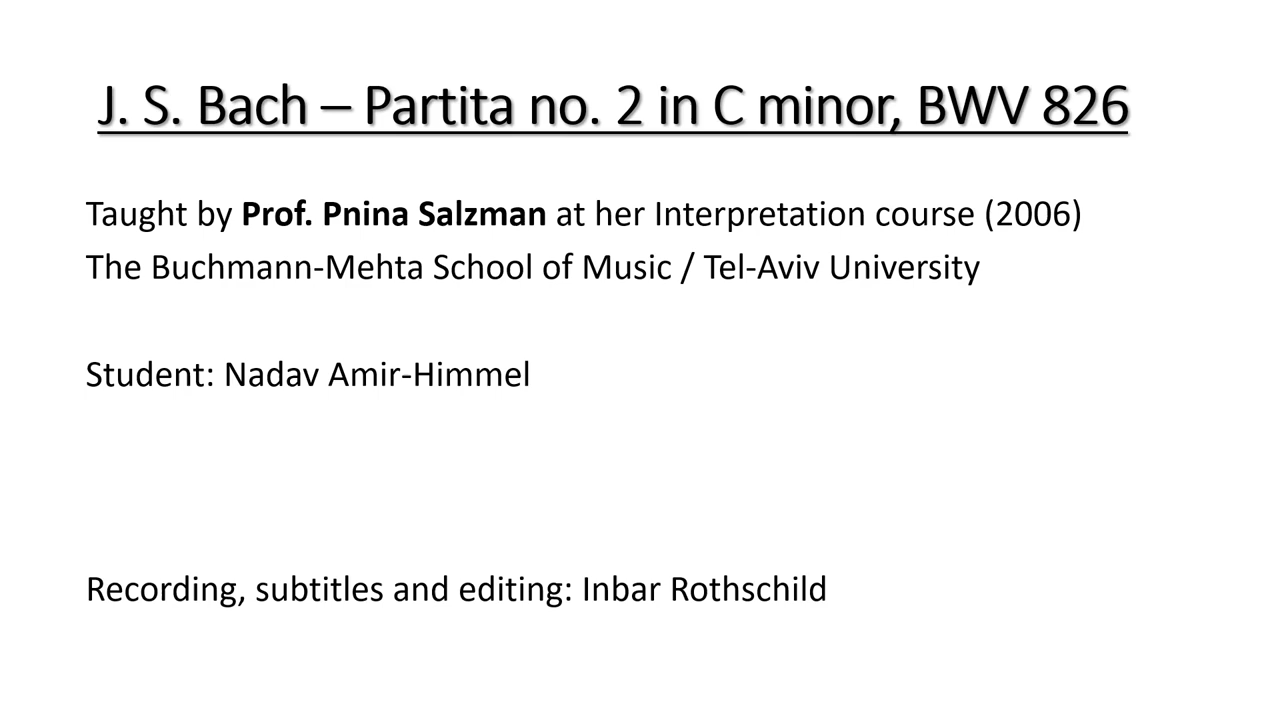 J. S. Bach – Partita no. 2 in C minor, BWV 826
Taught by Prof. Pnina Salzman at her Interpretation course (2006)
The Buchmann-Mehta School of Music / Tel-Aviv University
Student: Nadav Amir-Himmel
Recording, subtitles and editing: Inbar Rothschild